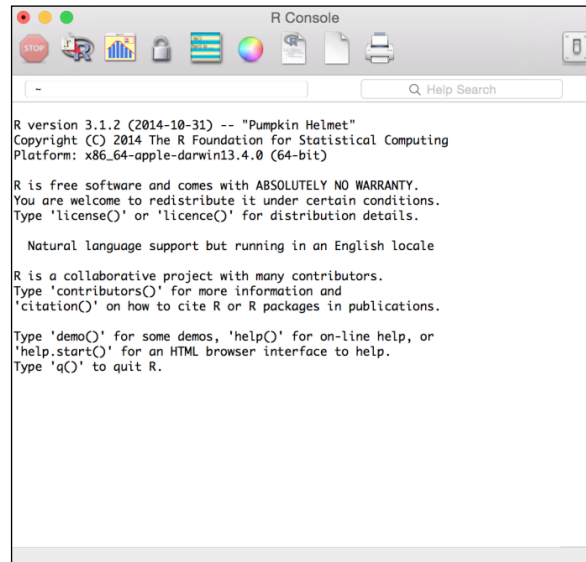 R Console
STOP
R
~
Help Search
R version 3.1.2 (2014-10-31) -- "Pumpkin Helmet"
Copyright (C) 2014 The R Foundation for Statistical Computing
Platform: x86_64-apple-darwin13.4.0 (64-bit)
R is free software and comes with ABSOLUTELY NO WARRANTY.
You are welcome to redistribute it under certain conditions.
Type 'license()' or 'licence()' for distribution details.
Natural language support but running in an English locale
R is a collaborative project with many contributors.
Type 'contributors()' for more information and
'citation()' on how to cite R or R packages in publications.
Type 'demo()' for some demos, 'help()' for on-line help, or
'help.start()' for an HTML browser interface to help.
Type 'q()' to quit R.